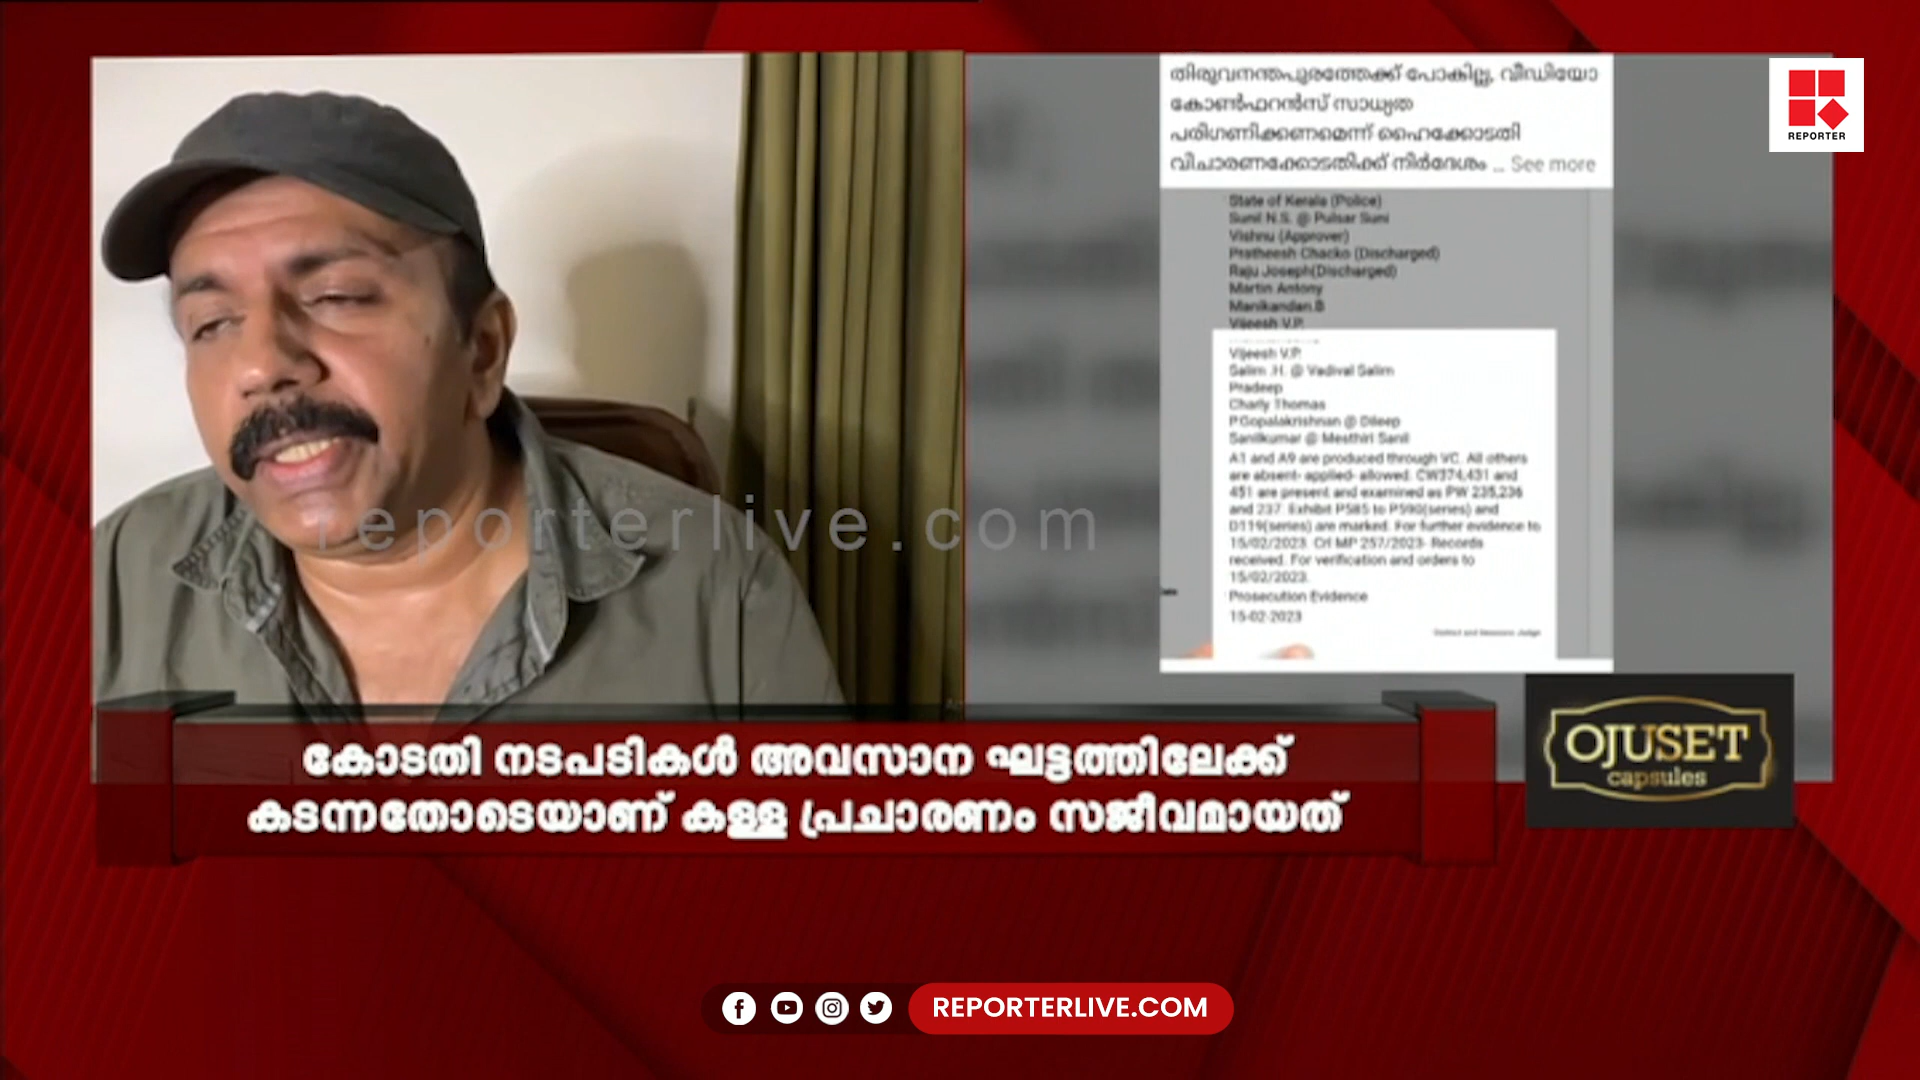 തിരുവനന്തപുരത്തേക്ക് പോകില്ല, വീഡിയോ
കോൺഫറൻസ് സാധ്യത
പരിഗണിക്കണമെന്ന് ഹൈക്കോടതി
വിചാരണക്കോടതിക്ക് നിർദേശം ... See more
REPORTER
State of Kerala (Police)
Sunil N.S. @ Pulsar Suni
Vishnu (Approver)
Pratheesh Chacko (Discharged)
Raju Joseph(Discharged)
Martin Antony
Manikandan.B
Vijeesh V.P.
Vijeesh V.P.
Salim .H. @ Vadival Salim
Pradeep
Charly Thomas
P.Gopalakrishnan @ Dileep
Sanilkumar @ Mesthiri Sanil
A1 and A9 are produced through VC. All others
are absent- applied- allowed. CW374,431 and
451 are present and examined as PW 235,236
and 237. Exhibit P585 to P590(series) and
D119(series) are marked. For further evidence to
15/02/2023. Crl MP 257/2023- Records
received. For verification and orders to
15/02/2023.
Prosecution Evidence
15-02-2023
District and Sessions Judge
reporterlive.com
കോടതി നടപടികൾ അവസാന ഘട്ടത്തിലേക്ക്
കടന്നതോടെയാണ് കള്ള പ്രചാരണം സജീവമായത്
OJUSET
capsules
REPORTERLIVE.COM